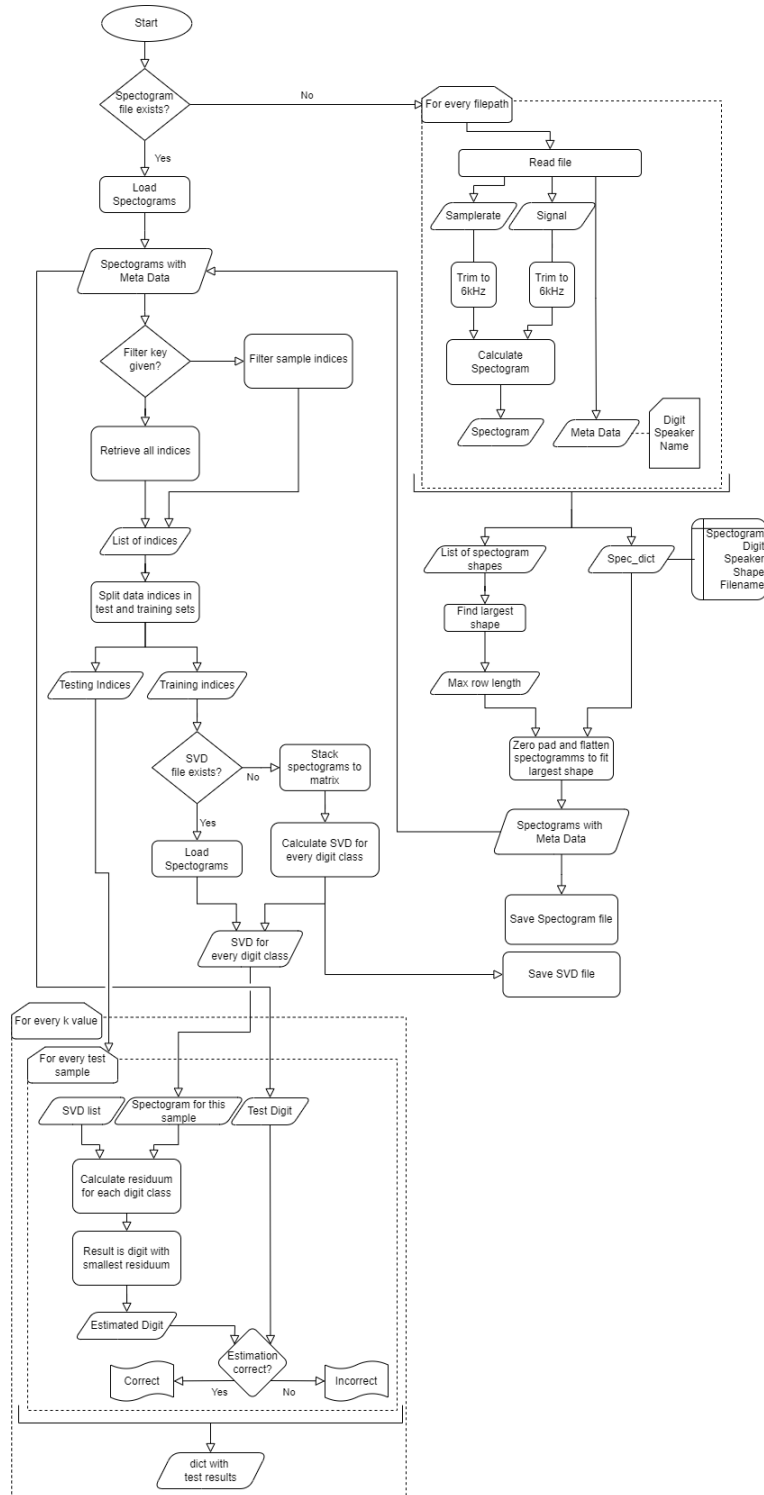 Start
Spectogram
file exists?
No
Yes
Load
Spectograms
Spectograms with
Meta Data
Filter key
given?
Filter sample indices
Retrieve all indices
List of indices
Split data indices in
test and training sets
Testing Indices
Training indices
SVD
file exists?
No
Yes
Stack
spectograms to
matrix
Load
Spectograms
Calculate SVD for
every digit class
SVD for
every digit class
For every filepath
Read file
Samplerate
Signal
Trim to
6kHz
Trim to
6kHz
Calculate
Spectogram
Spectogram
Meta Data
Digit
Speaker
Name
List of spectogram
shapes
Spec_dict
Spectogram
Digit
Speaker
Shape
Filename
Find largest
shape
Max row length
Zero pad and flatten
spectogramms to fit
largest shape
Spectograms with
Meta Data
Save Spectogram file
Save SVD file
For every k value
For every test
sample
SVD list
Spectogram for this
sample
Test Digit
Calculate residuum
for each digit class
Result is digit with
smallest residuum
Estimated Digit
Estimation
correct?
Correct
Yes
No
Incorrect
dict with
test results